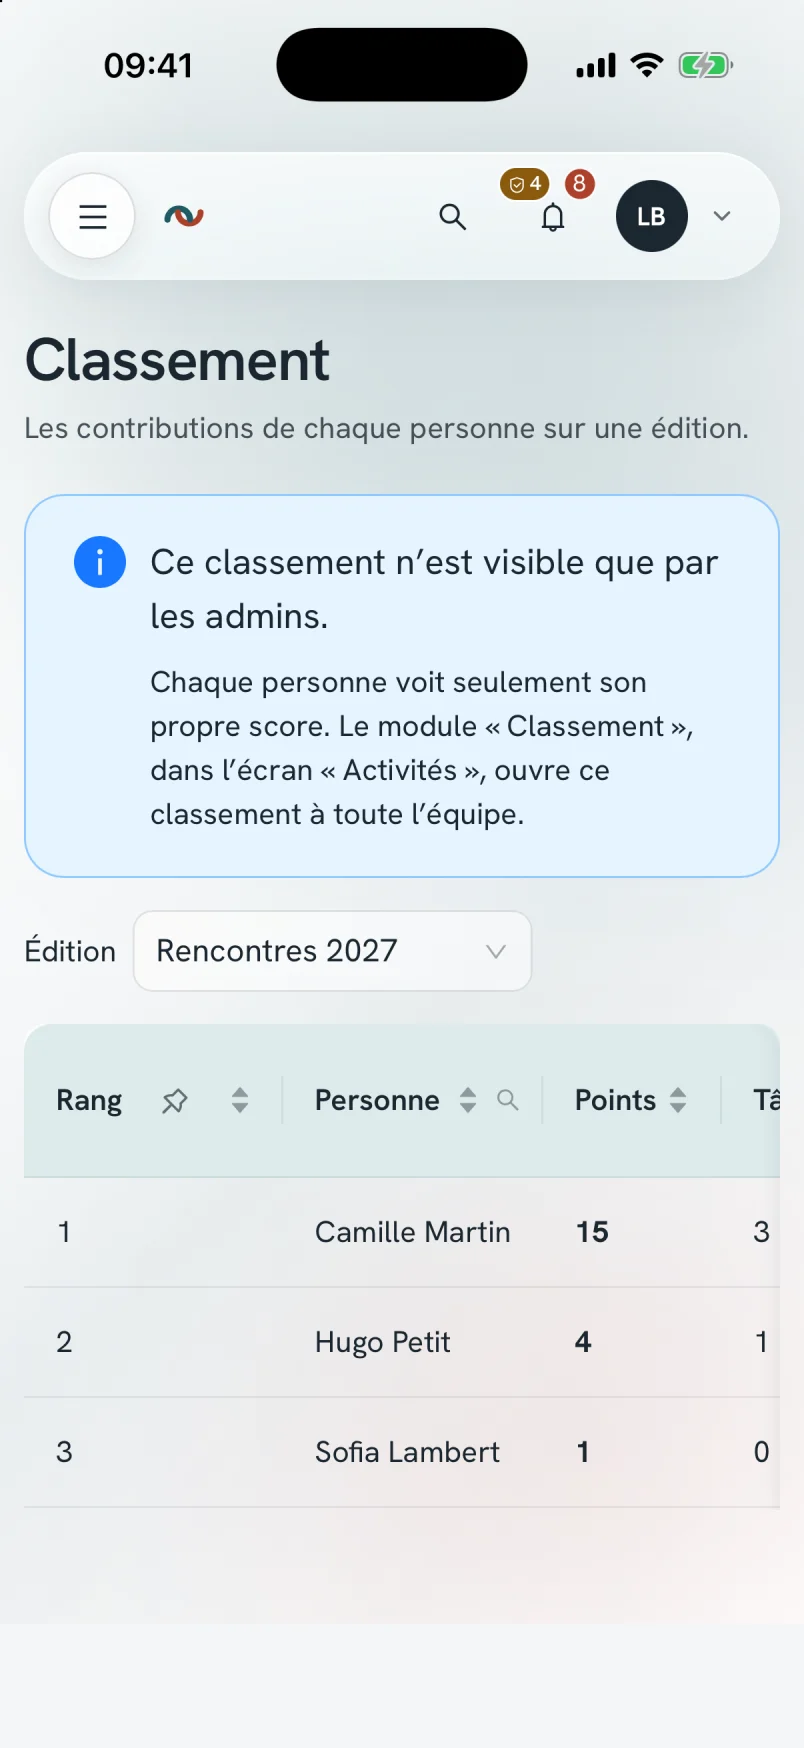 09:41
4
8
LB
Classement
Les contributions de chaque personne sur une édition.
Ce classement n’est visible que par
les admins.
Chaque personne voit seulement son
propre score. Le module « Classement »,
dans l’écran « Activités », ouvre ce
classement à toute l’équipe.
Édition
Rencontres 2027
Rang Personne Points Tâ
1 Camille Martin 15 3
2 Hugo Petit 4 1
3 Sofia Lambert 1 0